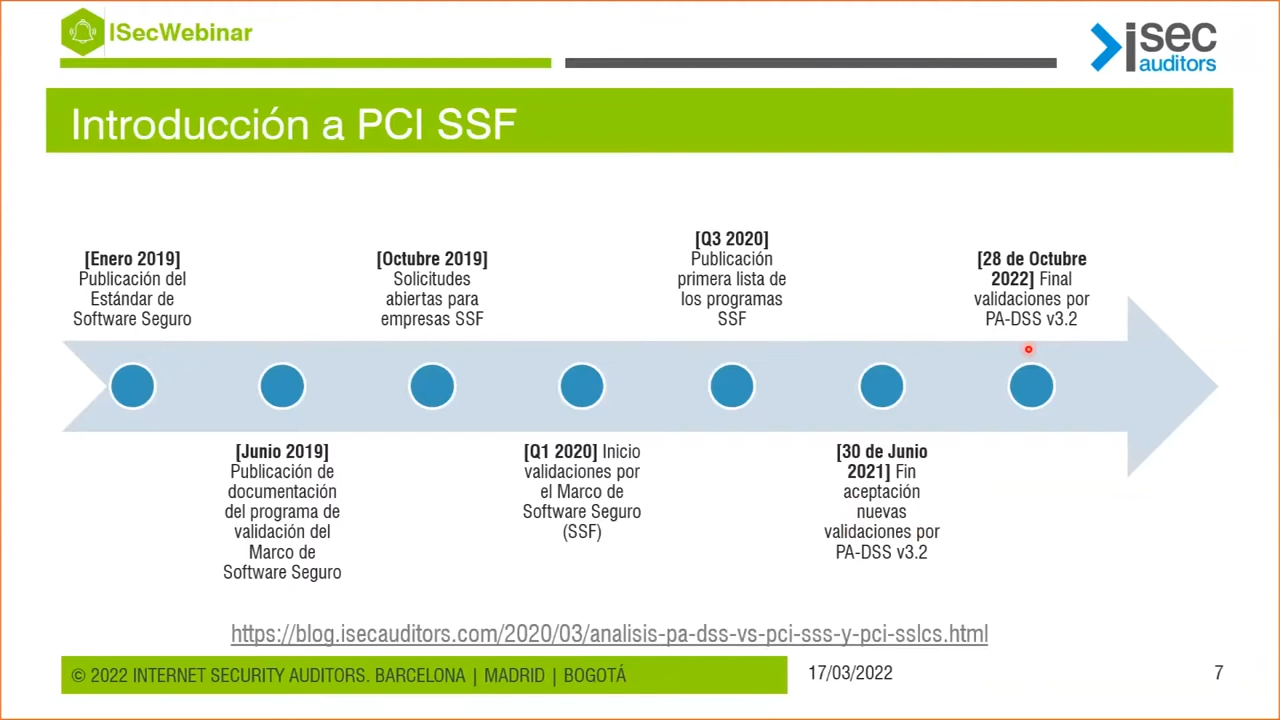 ISecWebinar
isec
auditors
Introducción a PCI SSF
[Enero 2019]
Publicación del
Estándar de
Software Seguro
[Junio 2019]
Publicación de
documentación
del programa de
validación del
Marco de
Software Seguro
[Octubre 2019]
Solicitudes
abiertas para
empresas SSF
[Q1 2020] Inicio
validaciones por
el Marco de
Software Seguro
(SSF)
[Q3 2020]
Publicación
primera lista de
los programas
SSF
[30 de Junio
2021] Fin
aceptación
nuevas
validaciones por
PA-DSS v3.2
[28 de Octubre
2022] Final
validaciones por
PA-DSS v3.2
https://blog.isecauditors.com/2020/03/analisis-pa-dss-vs-pci-sss-y-pci-sslcs.html
© 2022 INTERNET SECURITY AUDITORS. BARCELONA | MADRID | BOGOTÁ
17/03/2022
7